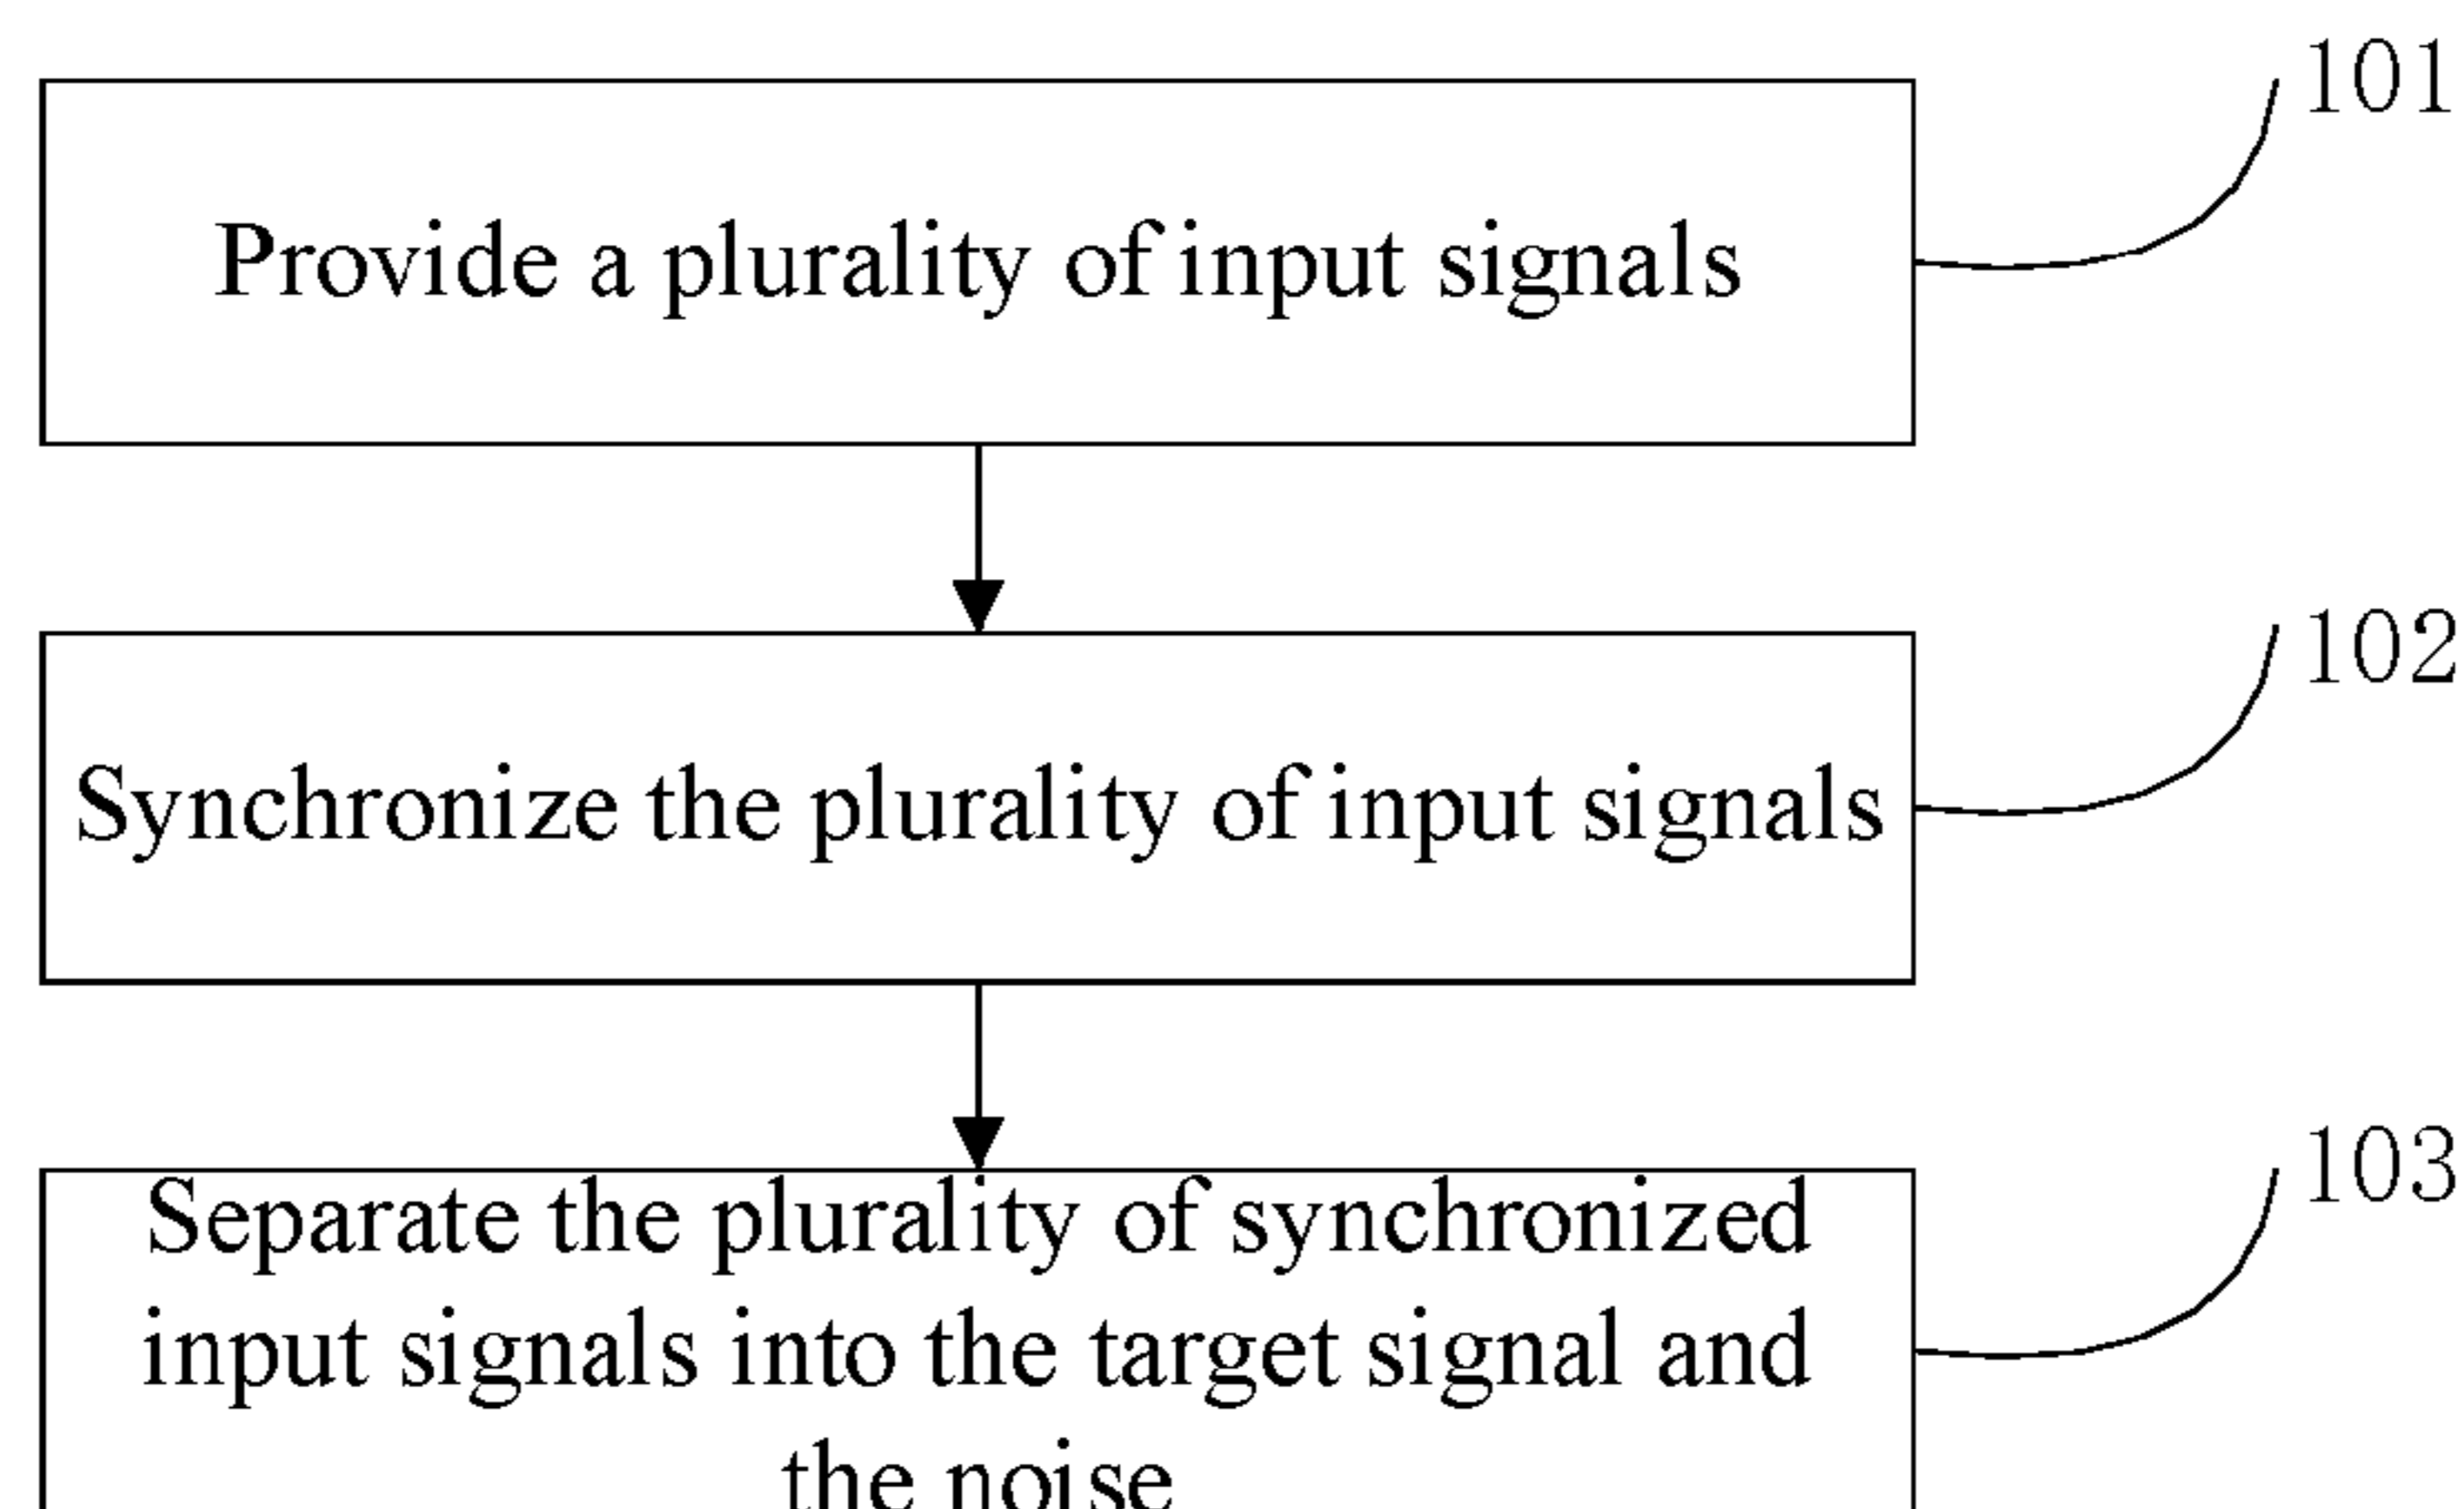 101
Provide a plurality of input signals
102
Synchronize the plurality of input signals
103
Separate the plurality of synchronized
input signals into the target signal and
the noise